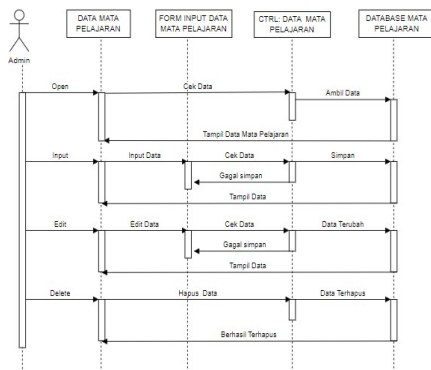 DATA MATA
PELAJARAN
FORM INPUT DATA
MATA PELAJARAN
CTRL: DATA MATA
PELAJARAN
DATABASE MATA
PELAJARAN
Admin
Open
Cek Data
Ambil Data
Tampil Data Mata Pelajaran
Input
Input Data
Cek Data
Simpan
Gagal simpan
Tampil Data
Edit
Edit Data
Cek Data
Data Terubah
Gagal simpan
Tampil Data
Delete
Hapus Data
Data Terhapus
Berhasil Terhapus